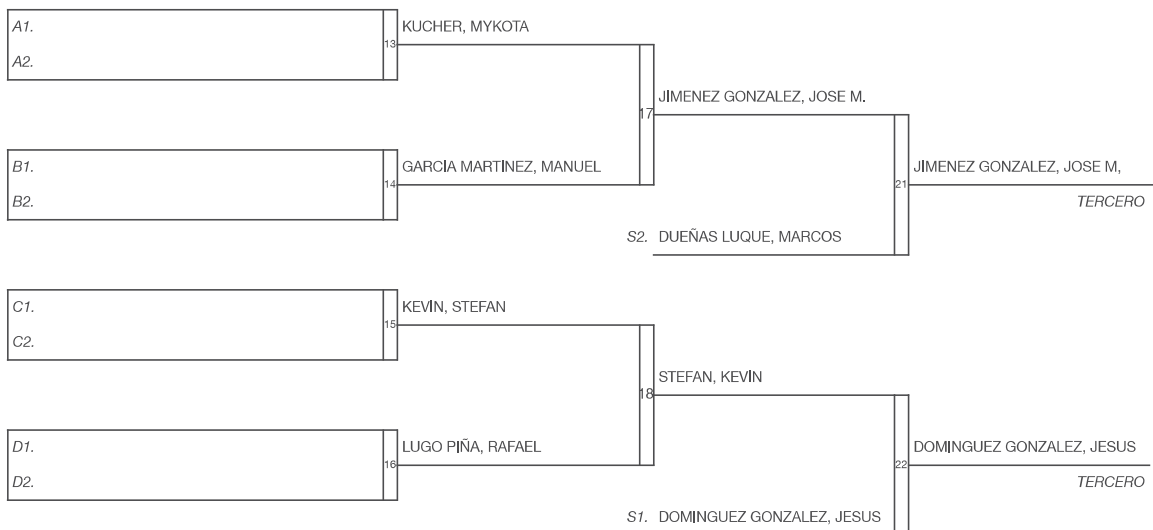 A1.
KUCHER, MYKOTA
13
A2.
JIMENEZ GONZALEZ, JOSE M.
17
B1.
GARCIA MARTINEZ, MANUEL
14
B2.
JIMENEZ GONZALEZ, JOSE M,
21
TERCERO
S2. DUEÑAS LUQUE, MARCOS
C1.
KEVIN, STEFAN
15
C2.
STEFAN, KEVIN
18
D1.
LUGO PIÑA, RAFAEL
16
D2.
DOMINGUEZ GONZALEZ, JESUS
22
TERCERO
S1. DOMINGUEZ GONZALEZ, JESUS